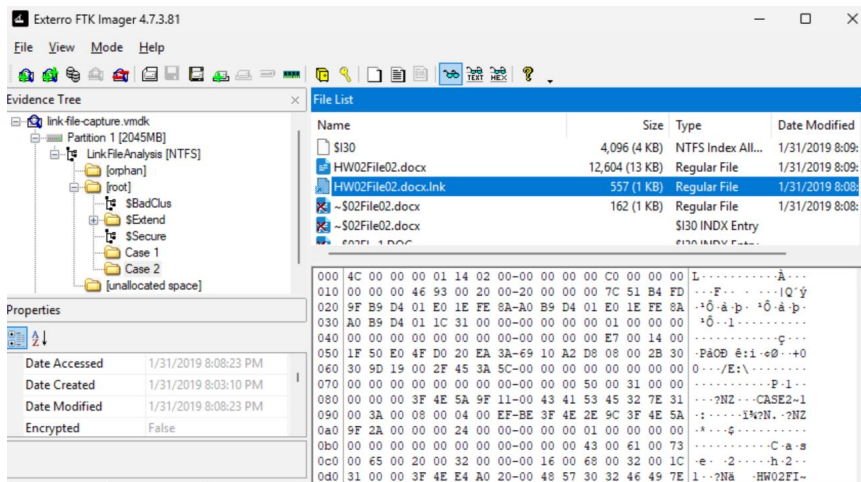 Exterro FTK Imager 4.7.3.81
File View Mode Help
Evidence Tree
link-file-capture.vmdk
Partition 1 [2045MB]
LinkFileAnalysis [NTFS]
[orphan]
[root]
$BadClus
$Extend
$Secure
Case 1
Case 2
[unallocated space]
Properties
Date Accessed 1/31/2019 8:08:23 PM
Date Created 1/31/2019 8:03:10 PM
Date Modified 1/31/2019 8:08:23 PM
Encrypted False
File List
Name Size Type Date Modified
$I30 4,096 (4 KB) NTFS Index All... 1/31/2019 8:09:
HW02File02.docx 12,604 (13 KB) Regular File 1/31/2019 8:09:
HW02File02.docx.lnk 557 (1 KB) Regular File 1/31/2019 8:08:
~$02File02.docx 162 (1 KB) Regular File 1/31/2019 8:08:
~$02File02.docx $I30 INDX Entry
000 4C 00 00 00 01 14 02 00-00 00 00 00 C0 00 00 00 L···········À···
010 00 00 00 46 93 00 20 00-20 00 00 00 7C 51 B4 FD ···F·· · ···|Q´ý
020 9F B9 D4 01 E0 1E FE 8A-A0 B9 D4 01 E0 1E FE 8A ·¹Ô·à·þ· ¹Ô·à·þ·
030 A0 B9 D4 01 1C 31 00 00-00 00 00 00 01 00 00 00 ¹Ô··1··········
040 00 00 00 00 00 00 00 00-00 00 00 00 E7 00 14 00 ············ç···
050 1F 50 E0 4F D0 20 EA 3A-69 10 A2 D8 08 00 2B 30 ·PàOÐ ê:i·¢Ø··+0
060 30 9D 19 00 2F 45 3A 5C-00 00 00 00 00 00 00 00 0···/E:\········
070 00 00 00 00 00 00 00 00-00 00 00 50 00 31 00 00 ···········P·1··
080 00 00 00 3F 4E 5A 9F 11-00 43 41 53 45 32 7E 31 ···?NZ···CASE2~1
090 00 3A 00 08 00 04 00 EF-BE 3F 4E 2E 9C 3F 4E 5A ·:·····ï¾?N.·?NZ
0a0 9F 2A 00 00 00 24 00 00-00 00 00 01 00 00 00 00 ·*···$··········
0b0 00 00 00 00 00 00 00 00-00 00 43 00 61 00 73 ··········C·a·s
0c0 00 65 00 20 00 32 00 00-00 16 00 68 00 32 00 1C ·e· ·2·····h·2··
0d0 31 00 00 3F 4E E4 A0 20-00 48 57 30 32 46 49 7E 1··?Nä ·HW02FI~